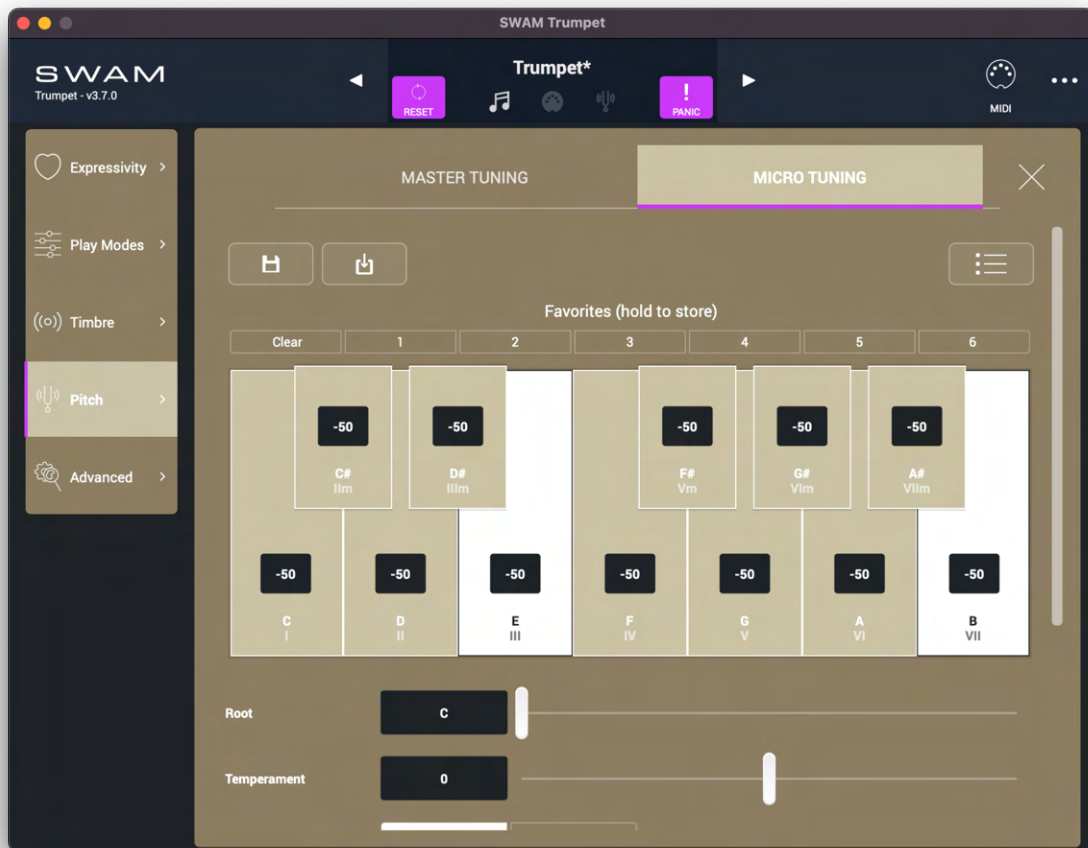 SWAM Trumpet
SWAM
Trumpet - v3.7.0
Trumpet*
RESET
!
PANIC
MIDI
Expressivity
Play Modes
Timbre
Pitch
Advanced
MASTER TUNING
MICRO TUNING
Favorites (hold to store)
Clear 1 2 3 4 5 6
-50 -50 -50 -50 -50
C# D# F# G# A#
IIm IIIm Vm VIm VIIm
-50 -50 -50 -50 -50 -50 -50
C D E F G A B
I II III IV V VI VII
Root C
Temperament 0